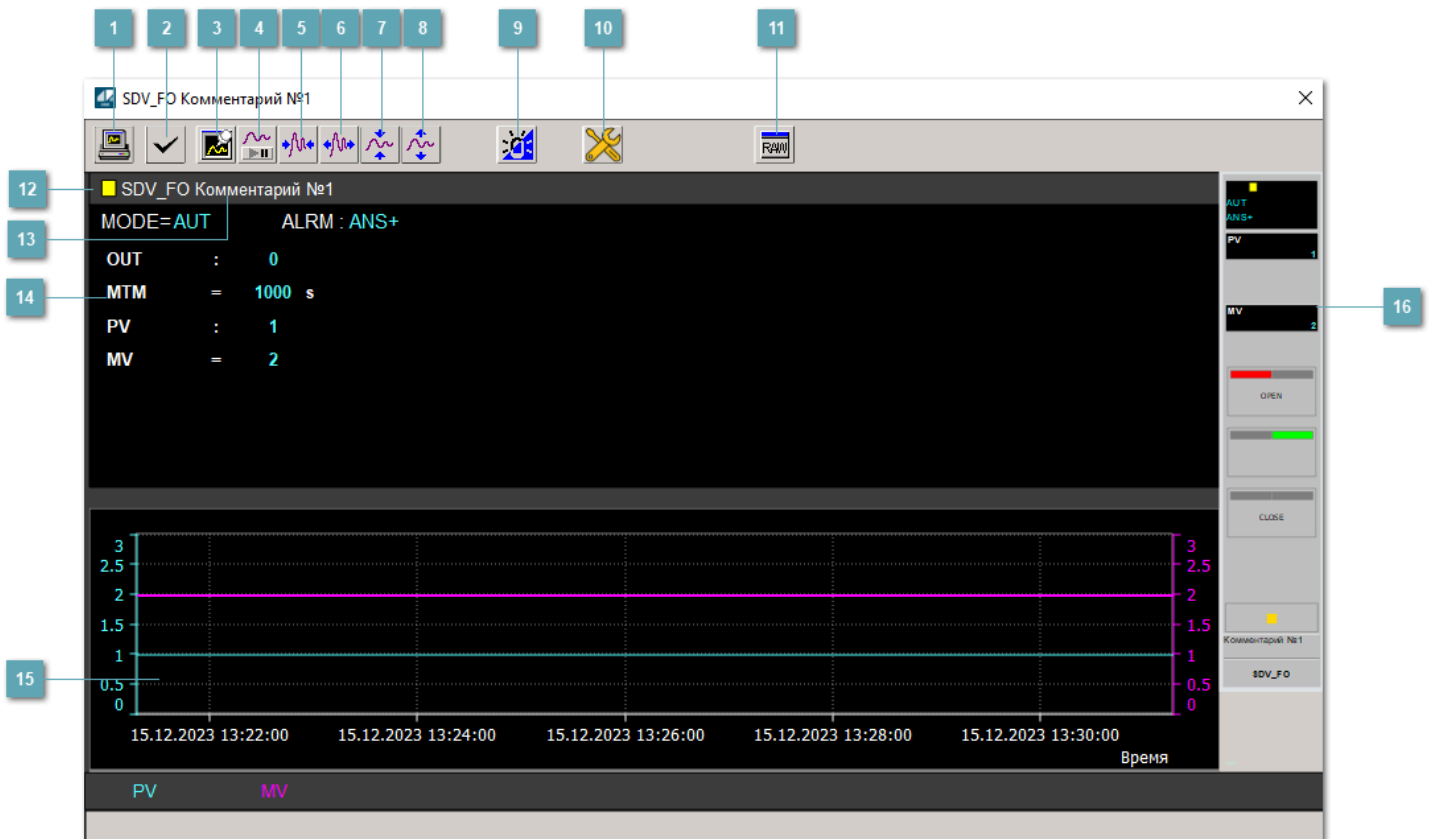 1 2 3 4 5 6 7 8 9 10 11
SDV_FO Комментарий №1
RAW
12
SDV_FO Комментарий №1
13
MODE=AUT ALRM : ANS+
OUT : 0
14
MTM = 1000 s
PV : 1
MV = 2
AUT
ANS+
PV
1
MV
2
16
OPEN
CLOSE
Комментарий №1
SDV_FO
3
2.5
2
1.5
1
0.5
0
3
2.5
2
1.5
1
0.5
0
15
15.12.2023 13:22:00 15.12.2023 13:24:00 15.12.2023 13:26:00 15.12.2023 13:28:00 15.12.2023 13:30:00
Время
PV MV